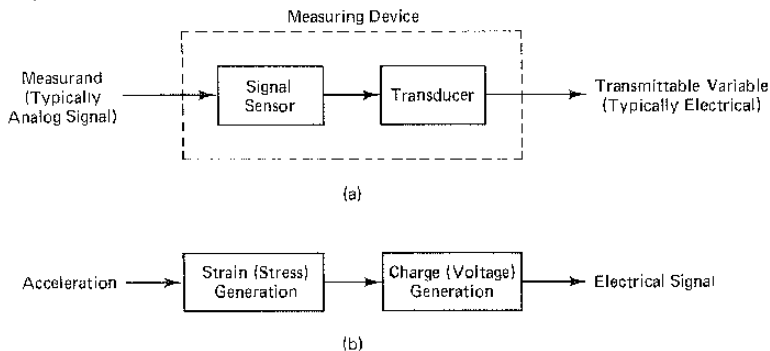 Measuring Device
Measurand
(Typically
Analog Signal)
Signal
Sensor
Transducer
Transmittable Variable
(Typically Electrical)
(a)
Acceleration
Strain (Stress)
Generation
Charge (Voltage)
Generation
Electrical Signal
(b)